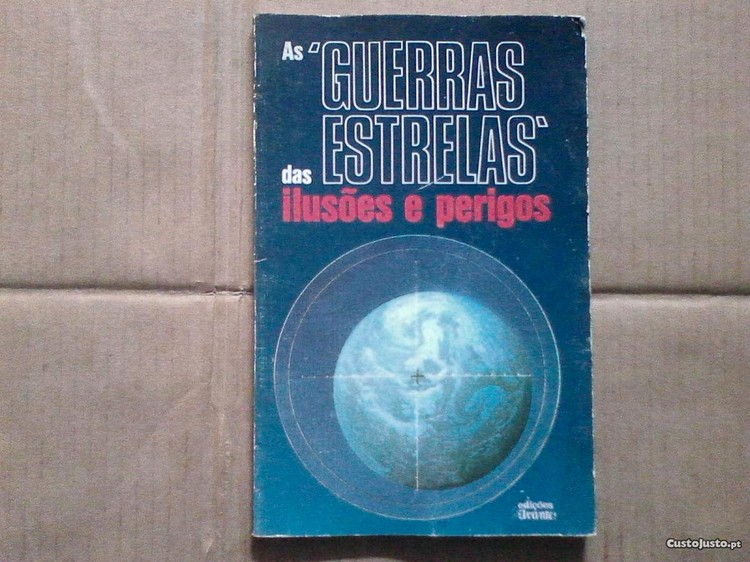 As 'GUERRAS
das ESTRELAS'
ilusões e perigos
edições
Avante!
CustoJusto.pt